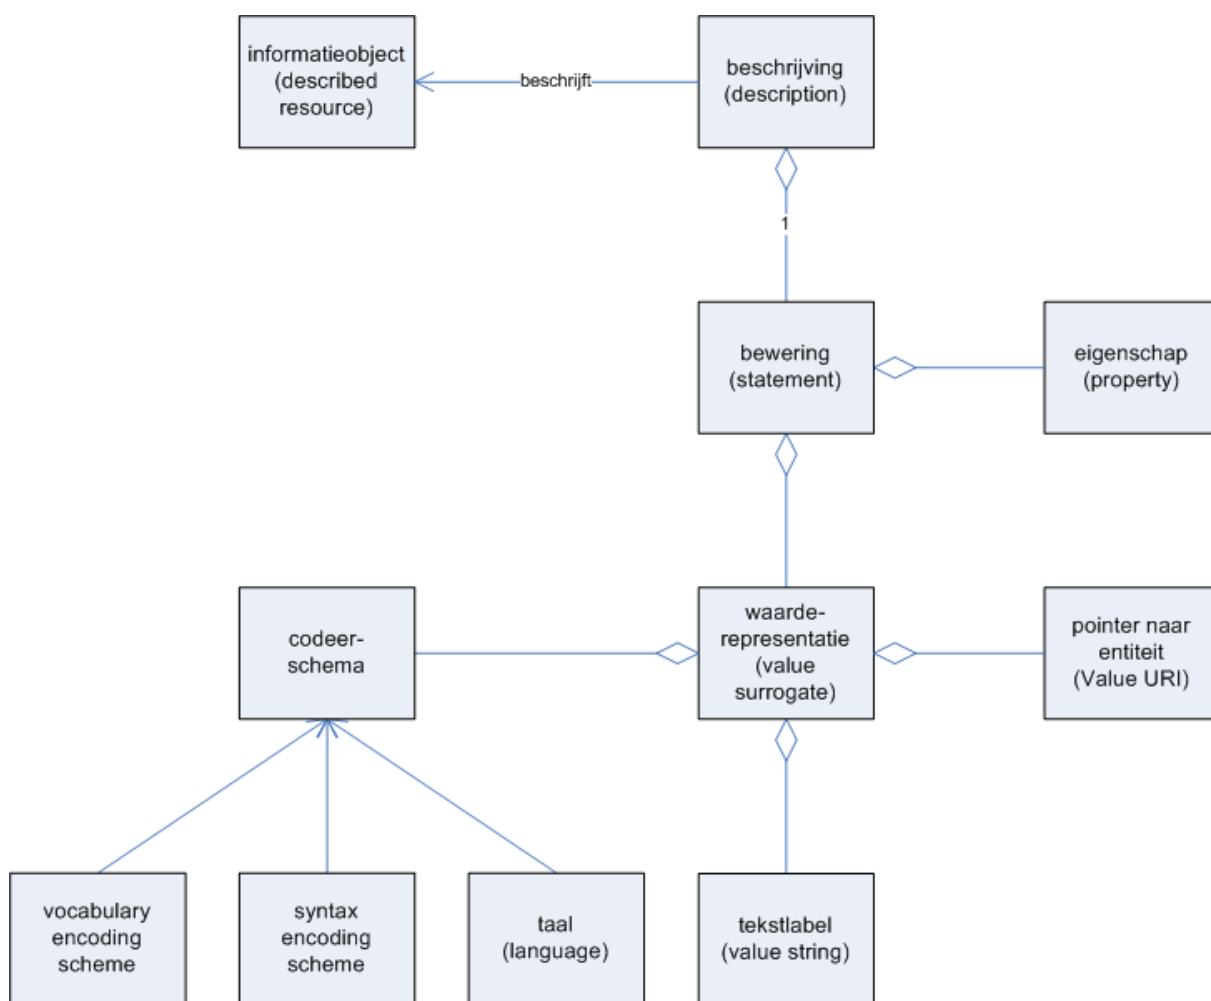 informatieobject
(described
resource)
beschrijft
beschrijving
(description)
1
bewering
(statement)
eigenschap
(property)
codeer-
schema
waarde-
representatie
(value
surrogate)
pointer naar
entiteit
(Value URI)
vocabulary
encoding
scheme
syntax
encoding
scheme
taal
(language)
tekstlabel
(value string)